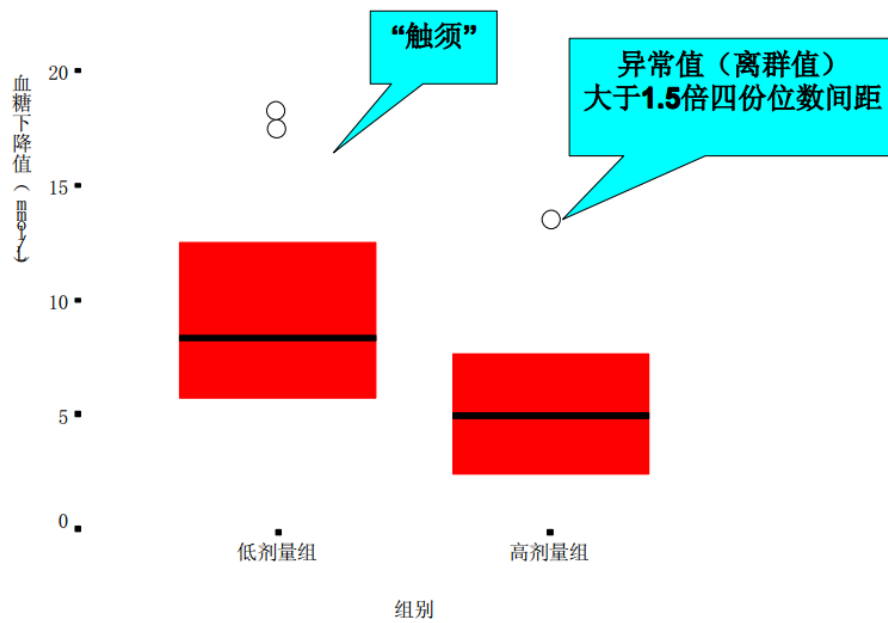 “触须”
异常值（离群值）
大于1.5倍四份位数间距
血糖下降值（mmol/L）
20
15
10
5
0
低剂量组
高剂量组
组别